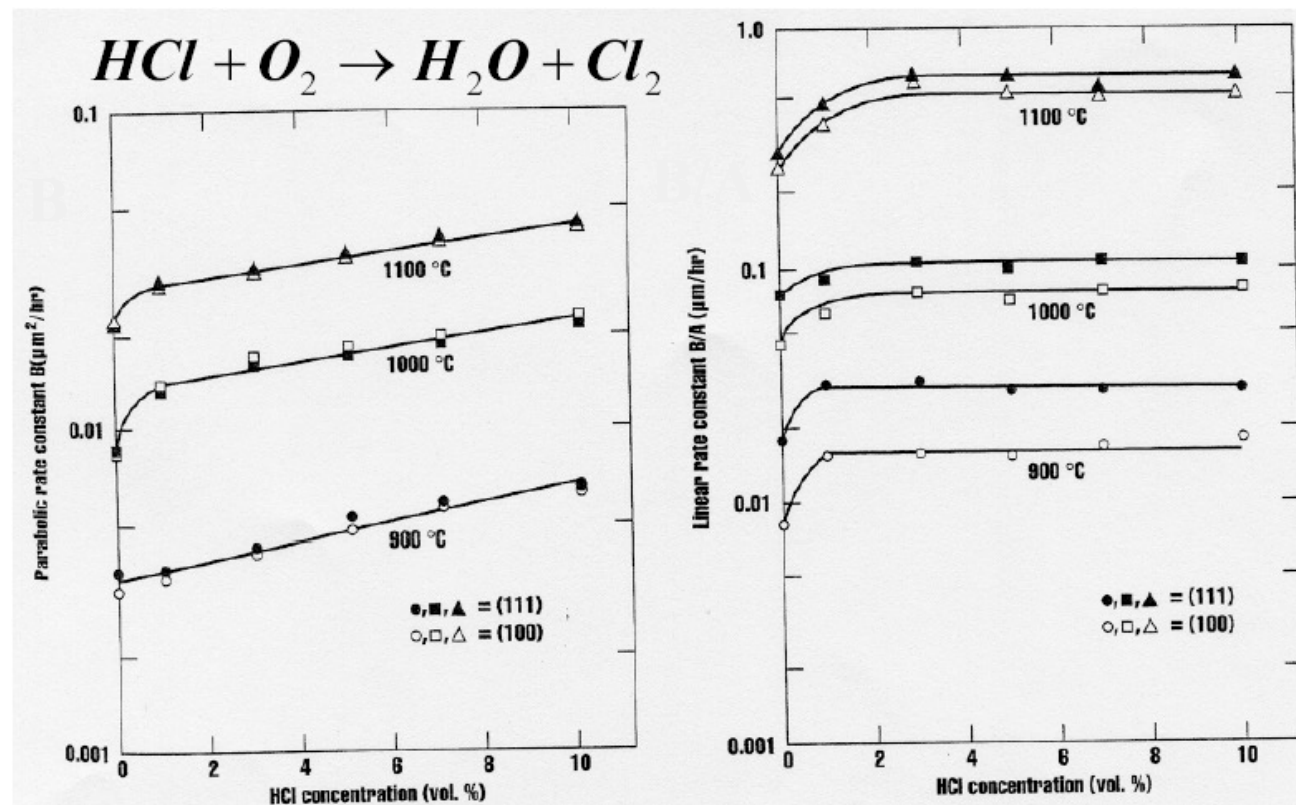 HCl + O₂ → H₂O + Cl₂
0.1
0.01
0.001
Parabolic rate constant B(μm²/hr)
1100 °C
1000 °C
900 °C
●,■,▲ = (111)
○,□,△ = (100)
0 2 4 6 8 10
HCl concentration (vol. %)
B
1.0
0.1
0.01
0.001
Linear rate constant B/A (μm/hr)
B/A
1100 °C
1000 °C
900 °C
●,■,▲ = (111)
○,□,△ = (100)
0 2 4 6 8 10
HCl concentration (vol. %)